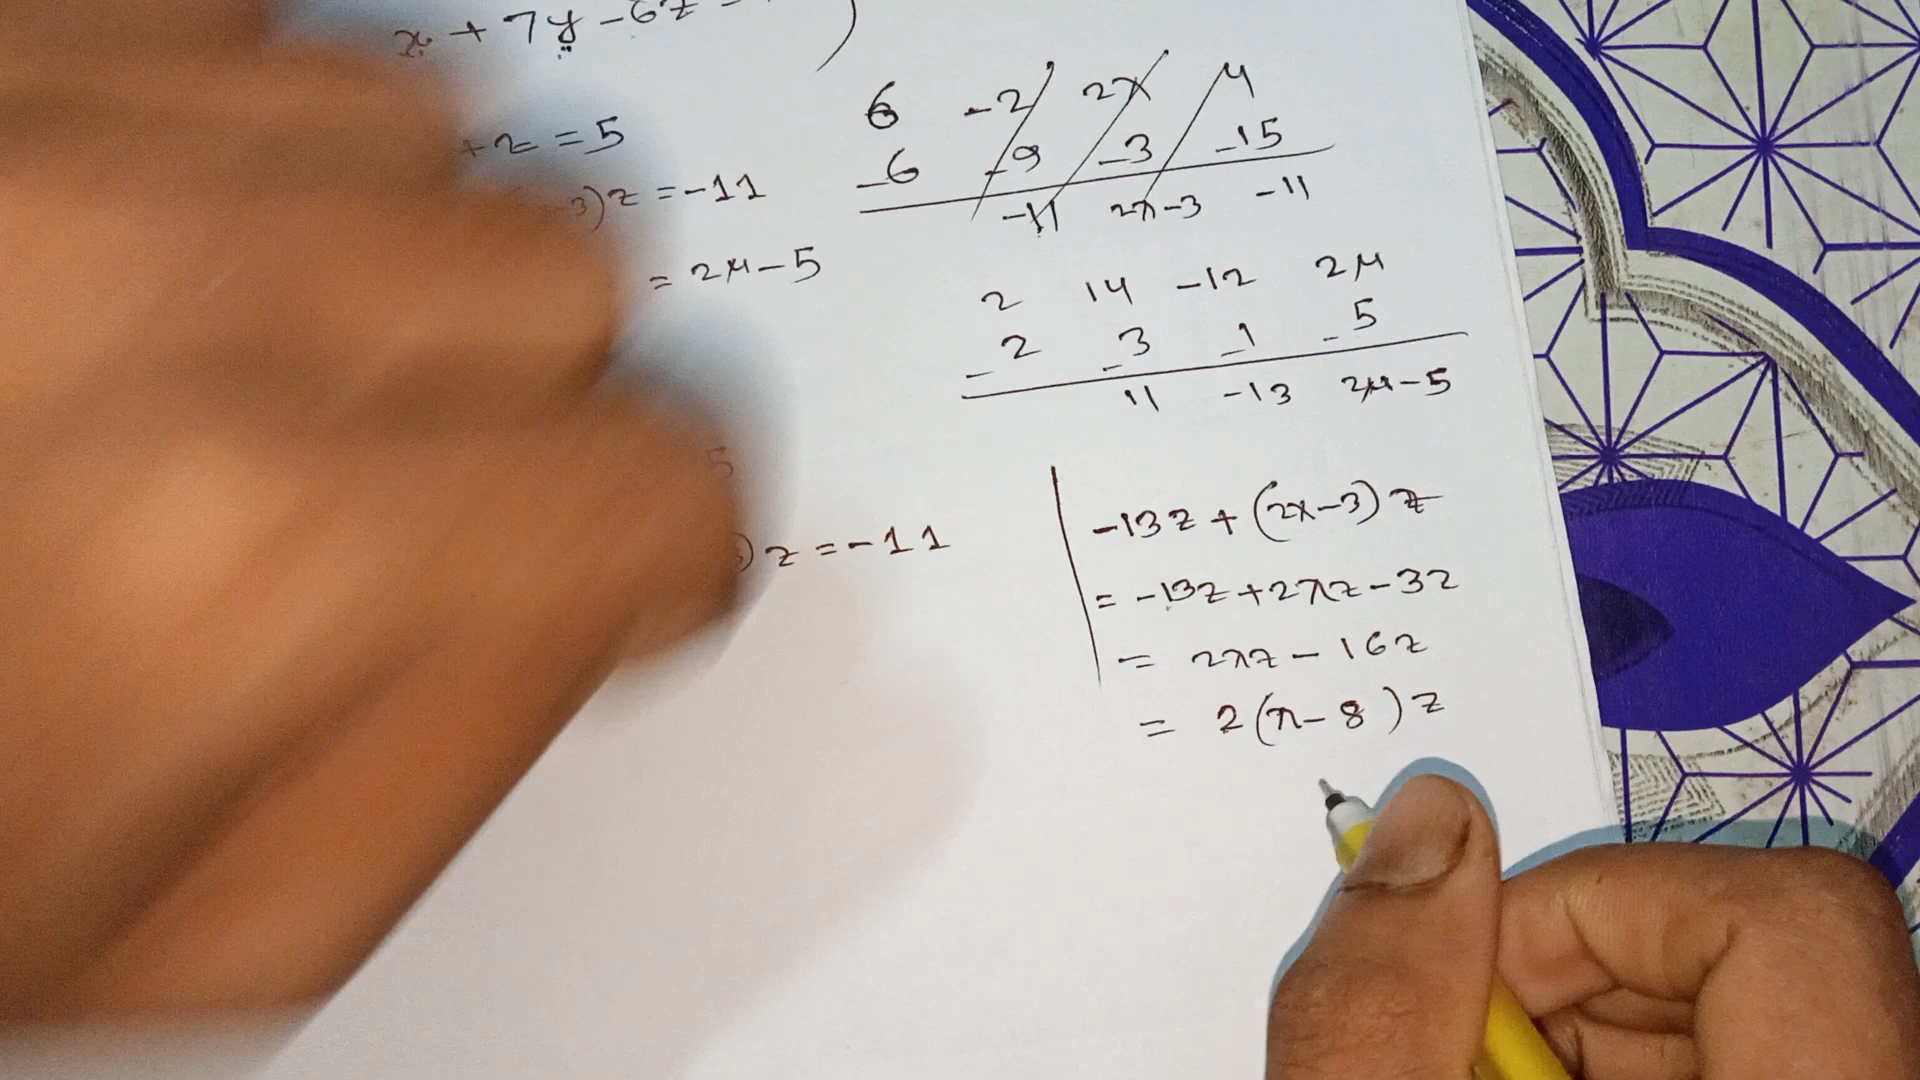 x + 7y - 6z
+ z = 5
3) z = -11
= 2μ - 5
6 -2 2λ 4
- 6 - 9 - 3 - 15
-11 2λ-3 -11
2 14 -12 2μ
- 2 - 3 - 1 - 5
11 -13 2μ-5
5
) z = -11
-13z + (2λ-3) z
= -13z + 2λz - 3z
= 2λz - 16z
= 2(λ-8) z